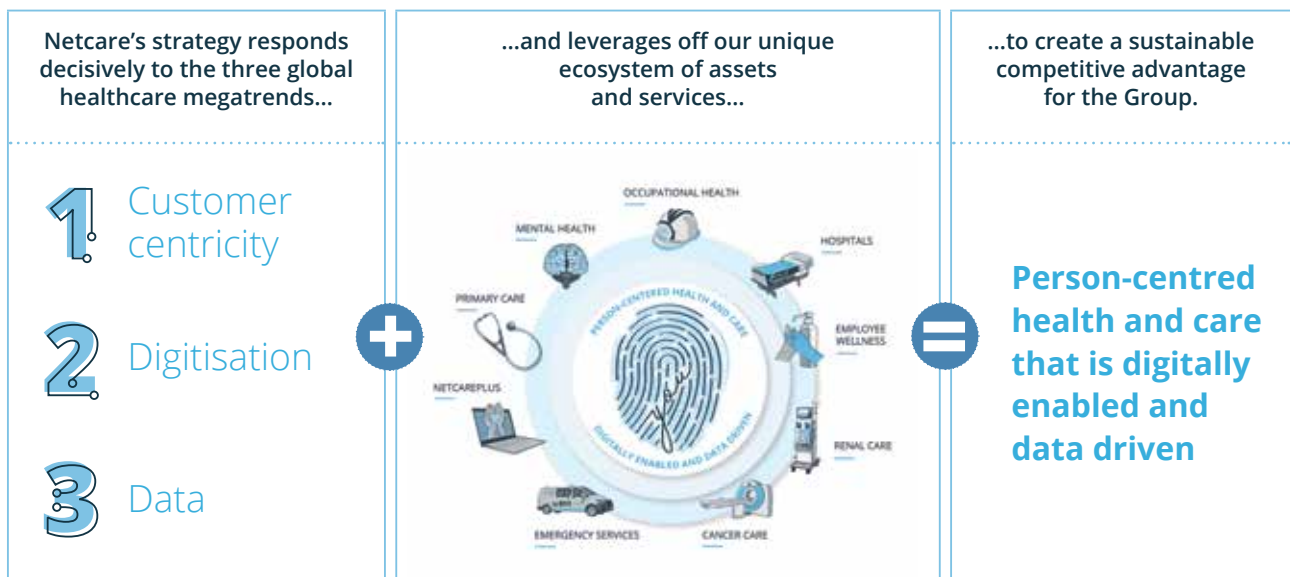 Netcare's strategy responds
decisively to the three global
healthcare megatrends...
1 Customer
centricity
2 Digitisation
3 Data
...and leverages off our unique
ecosystem of assets
and services...
OCCUPATIONAL HEALTH
MENTAL HEALTH
HOSPITALS
PRIMARY CARE
EMPLOYEE
WELLNESS
NETCAREPLUS
RENAL CARE
EMERGENCY SERVICES
CANCER CARE
PERSON-CENTERED HEALTH AND CARE
you
DIGITALLY ENABLED AND DATA DRIVEN
+
=
...to create a sustainable
competitive advantage
for the Group.
Person-centred
health and care
that is digitally
enabled and
data driven